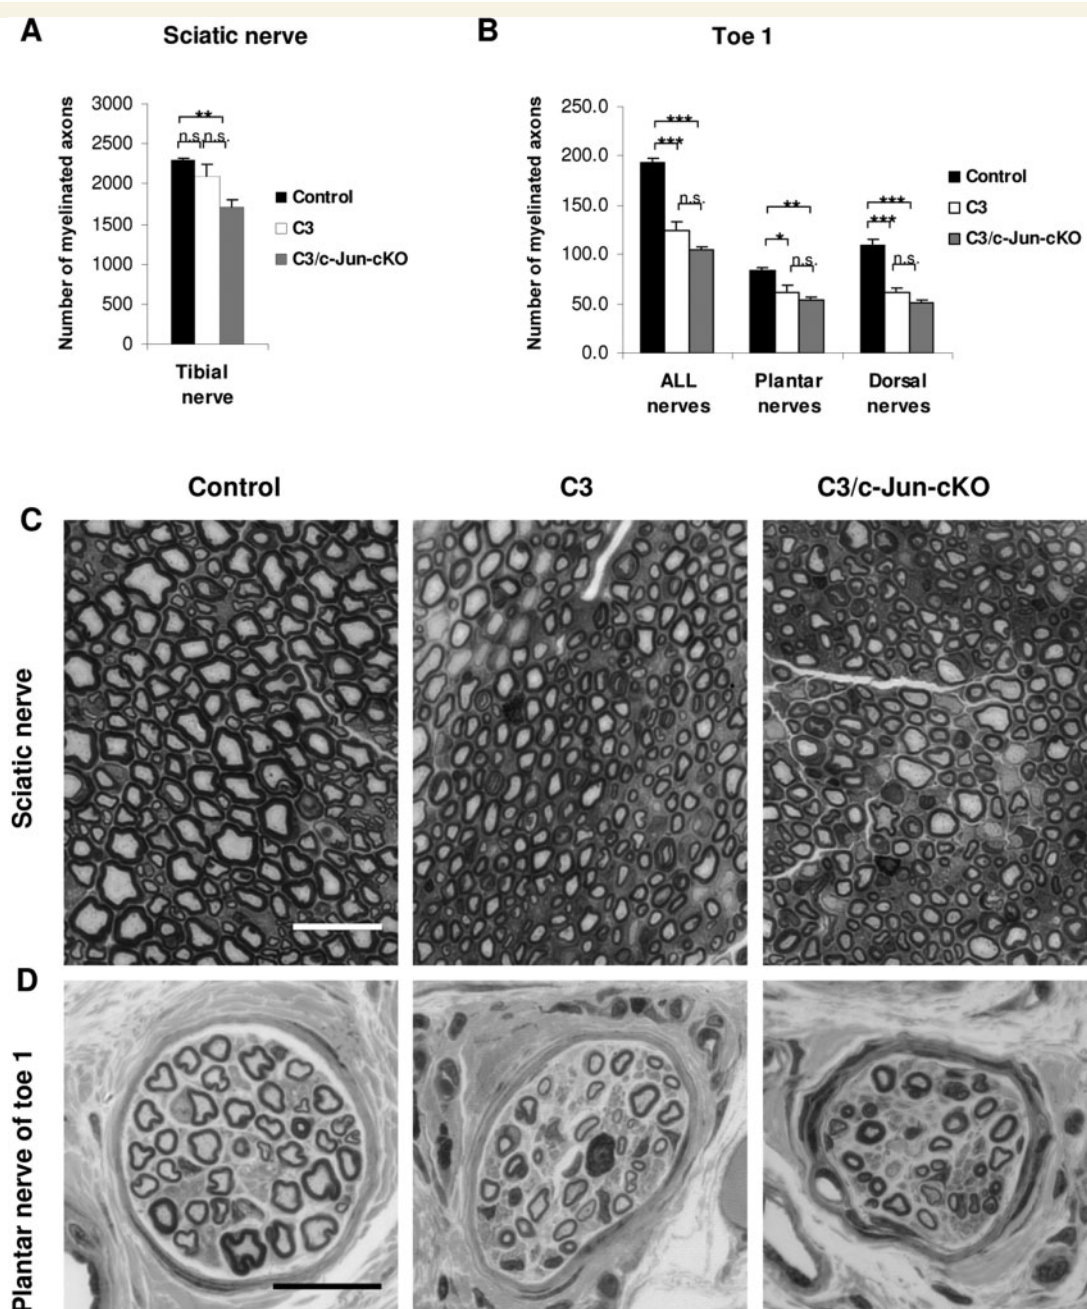 A
Sciatic nerve
Number of myelinated axons
3000
2500
2000
1500
1000
500
0
**
n.s.
n.s.
Tibial
nerve
Control
C3
C3/c-Jun-cKO
B
Toe 1
Number of myelinated axons
250.0
200.0
150.0
100.0
50.0
0.0
***
***
n.s.
**
*
n.s.
***
***
n.s.
ALL
nerves
Plantar
nerves
Dorsal
nerves
Control
C3
C3/c-Jun-cKO
Control
C3
C3/c-Jun-cKO
C
Sciatic nerve
D
Plantar nerve of toe 1